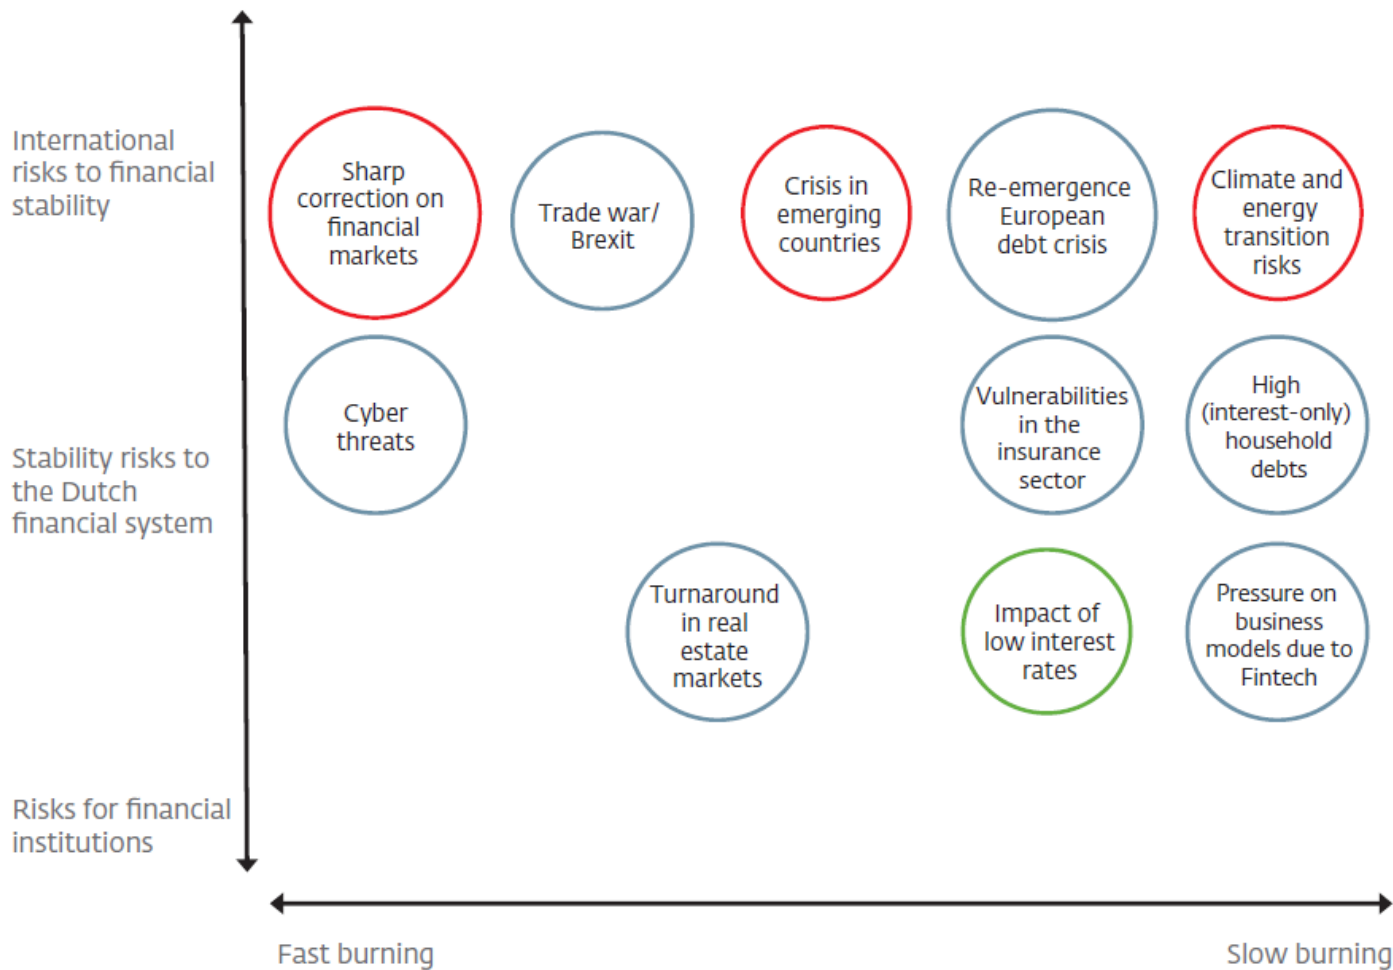 International
risks to financial
stability
Sharp
correction on
financial
markets
Trade war/
Brexit
Crisis in
emerging
countries
Re-emergence
European
debt crisis
Climate and
energy
transition
risks
Stability risks to
the Dutch
financial system
Cyber
threats
Vulnerabilities
in the
insurance
sector
High
(interest-only)
household
debts
Turnaround
in real
estate
markets
Impact of
low interest
rates
Pressure on
business
models due to
Fintech
Risks for financial
institutions
Fast burning
Slow burning